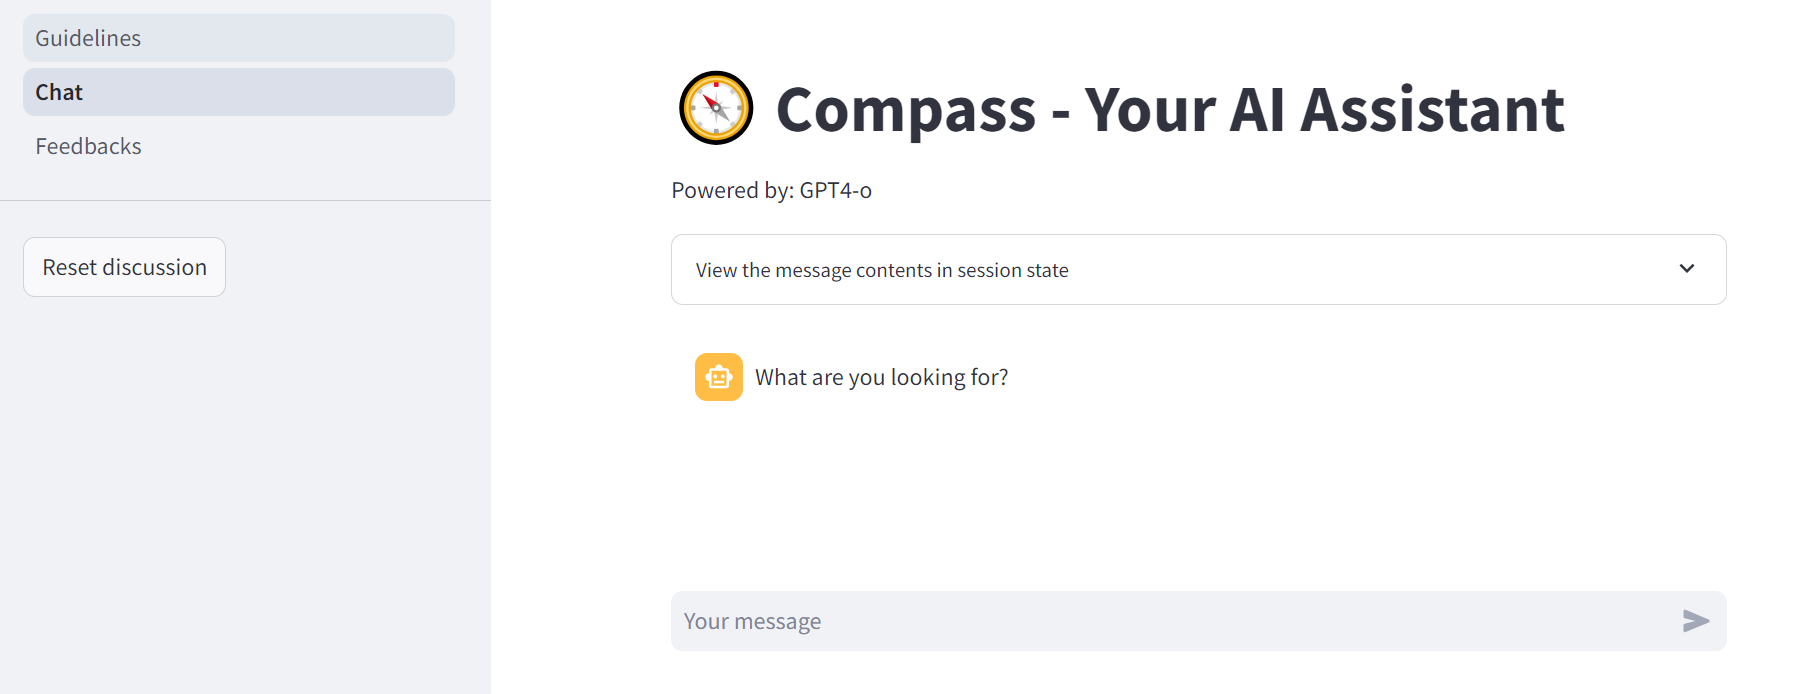 Guidelines
Chat
Feedbacks
Reset discussion
Compass - Your AI Assistant
Powered by: GPT4-o
View the message contents in session state
What are you looking for?
Your message